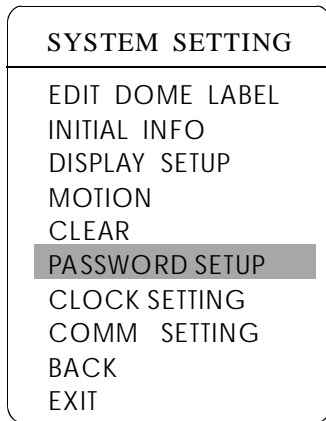 SYSTEM SETTING
EDIT DOME LABEL
INITIAL INFO
DISPLAY SETUP
MOTION
CLEAR
PASSWORD SETUP
CLOCK SETTING
COMM SETTING
BACK
EXIT